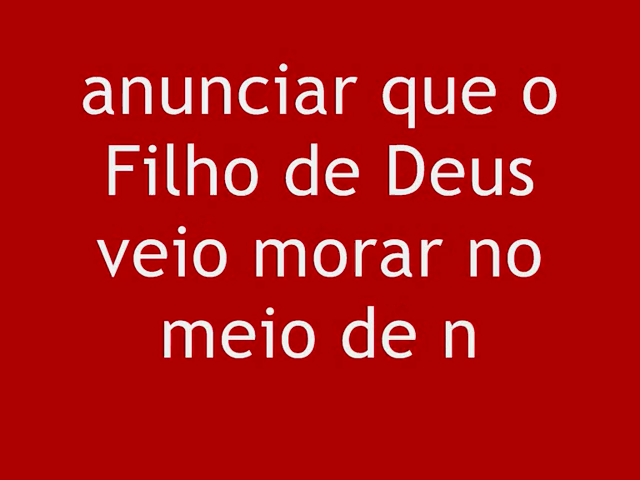 anunciar que o
Filho de Deus
veio morar no
meio de n